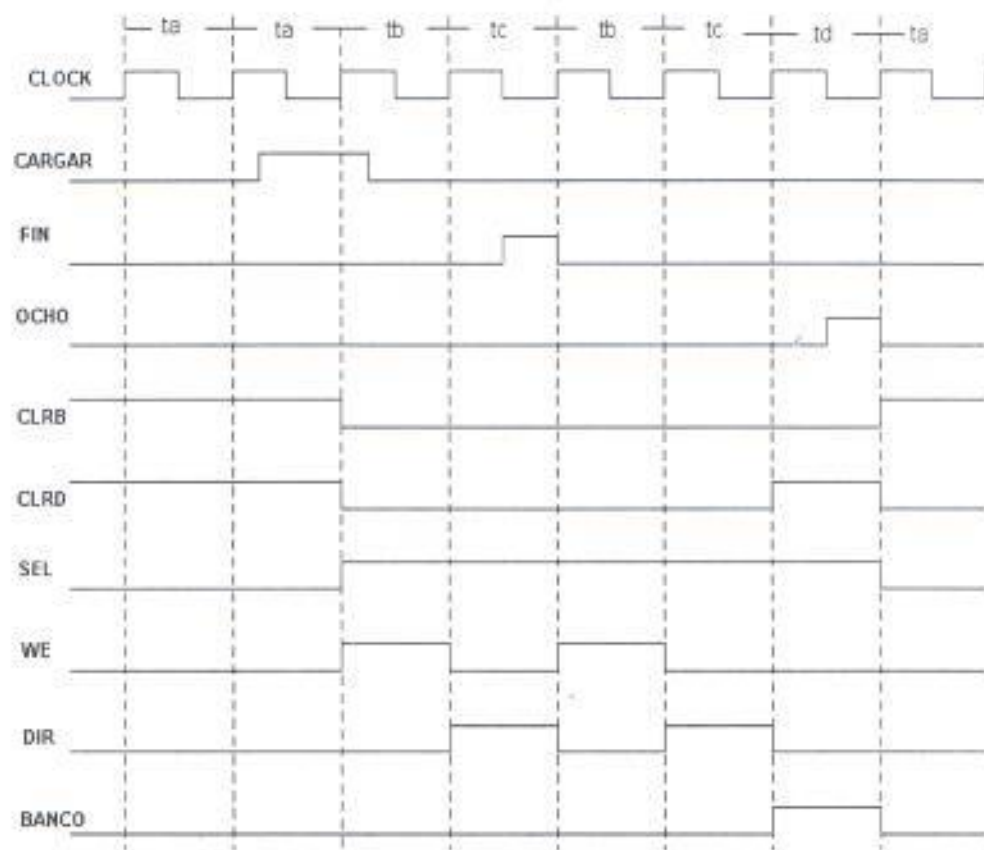 ta ta tb tc tb tc td ta
CLOCK
CARGAR
FIN
OCHO
CLRB
CLRD
SEL
WE
DIR
BANCO